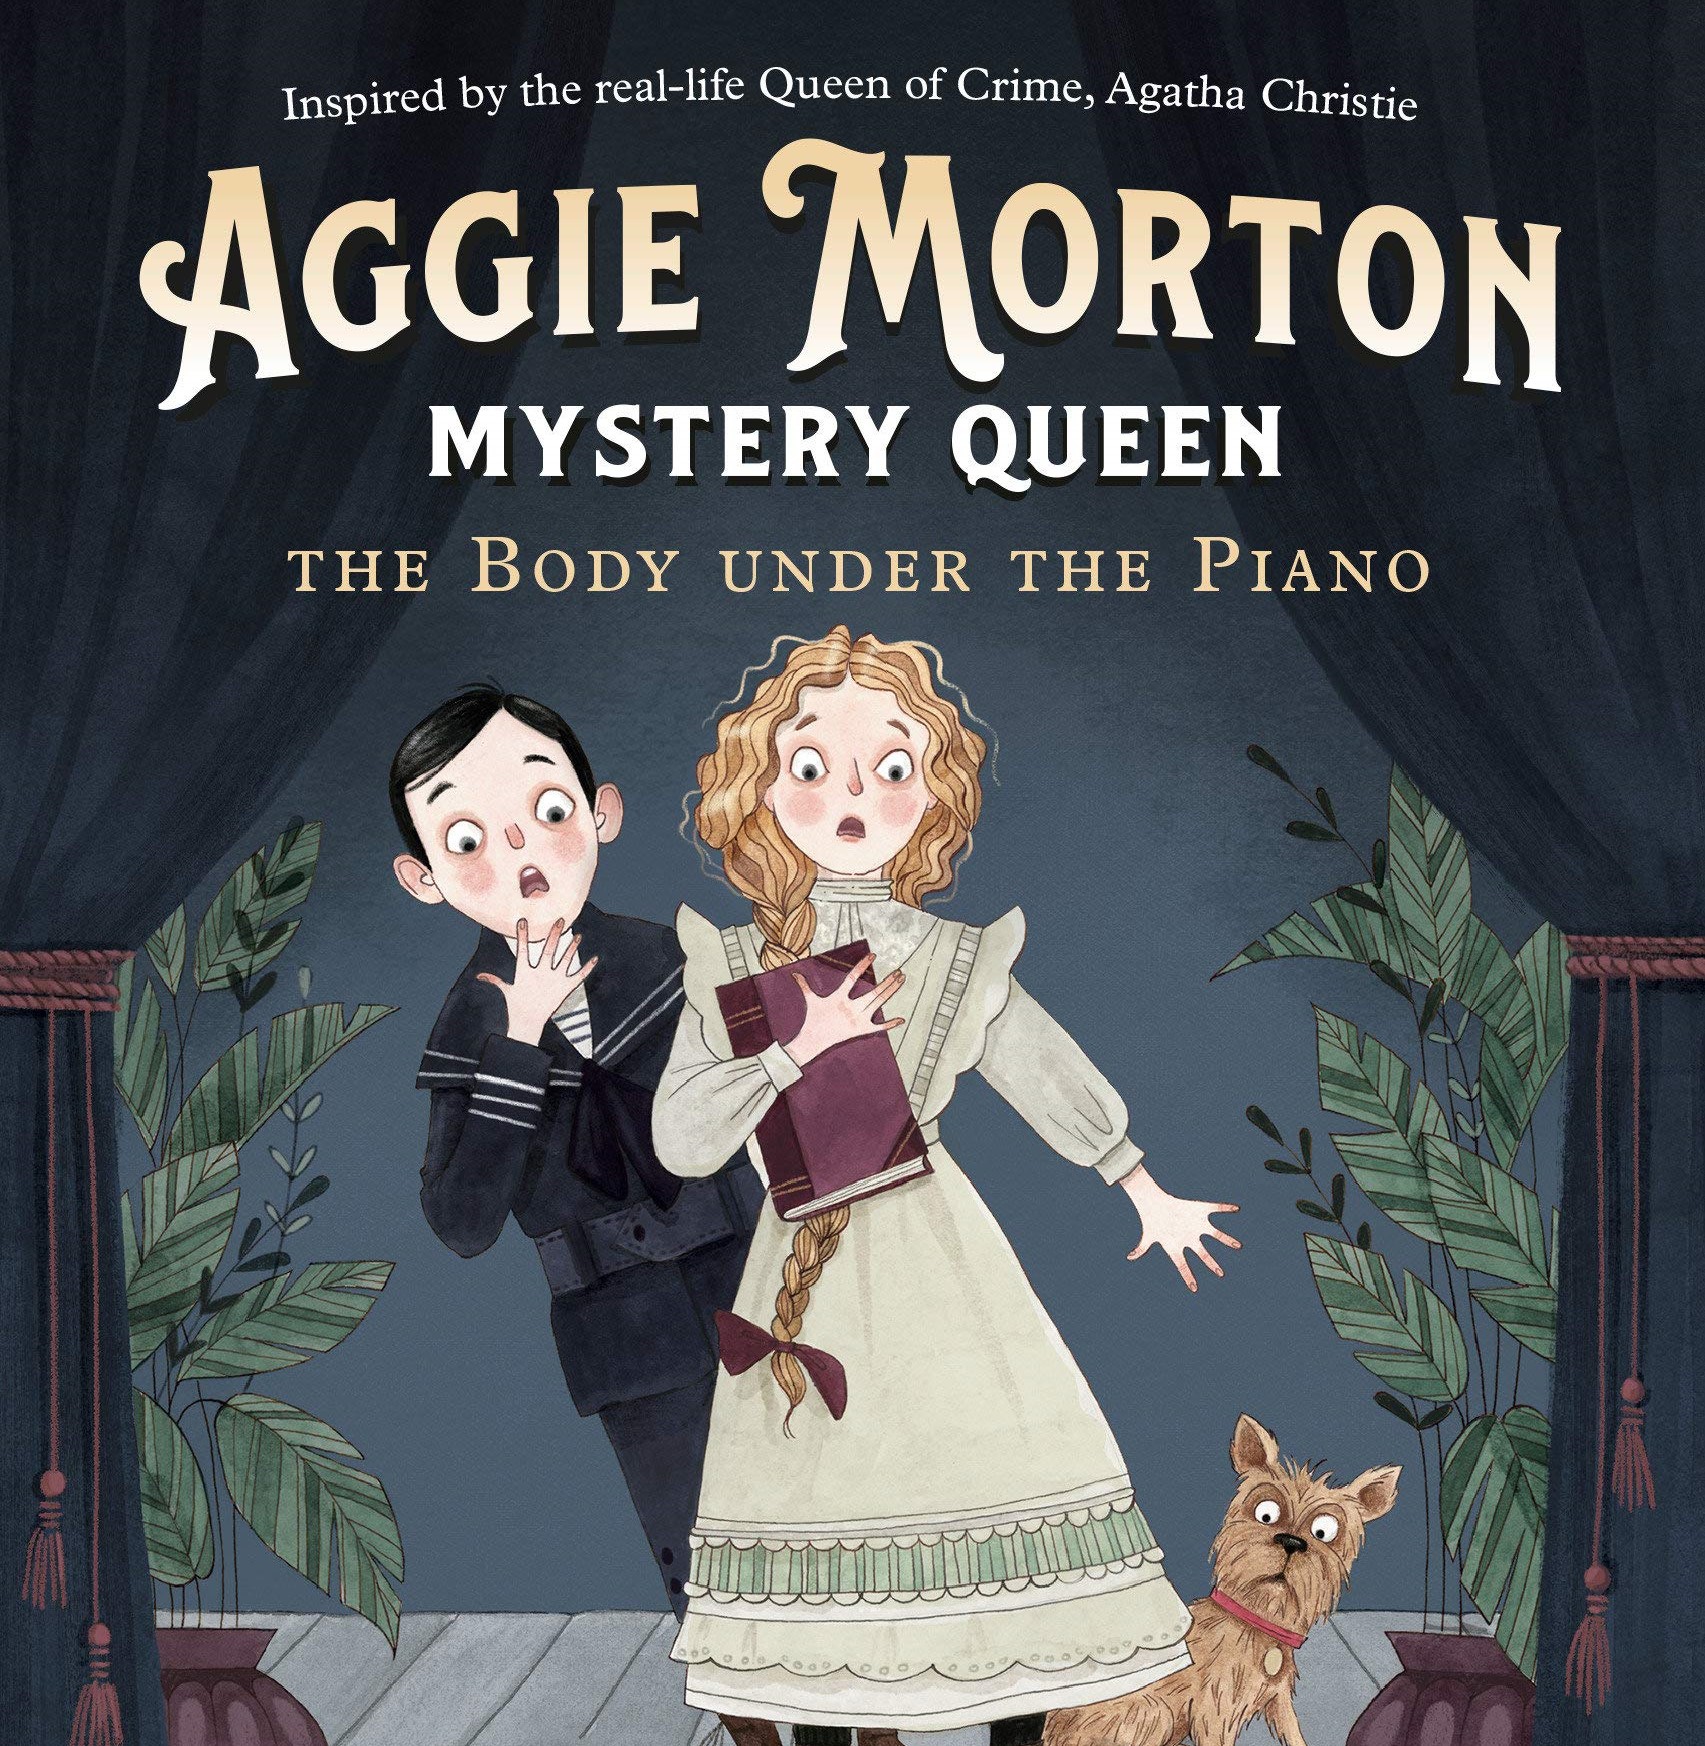 Inspired by the real-life Queen of Crime, Agatha Christie
AGGIE MORTON
MYSTERY QUEEN
THE BODY UNDER THE PIANO